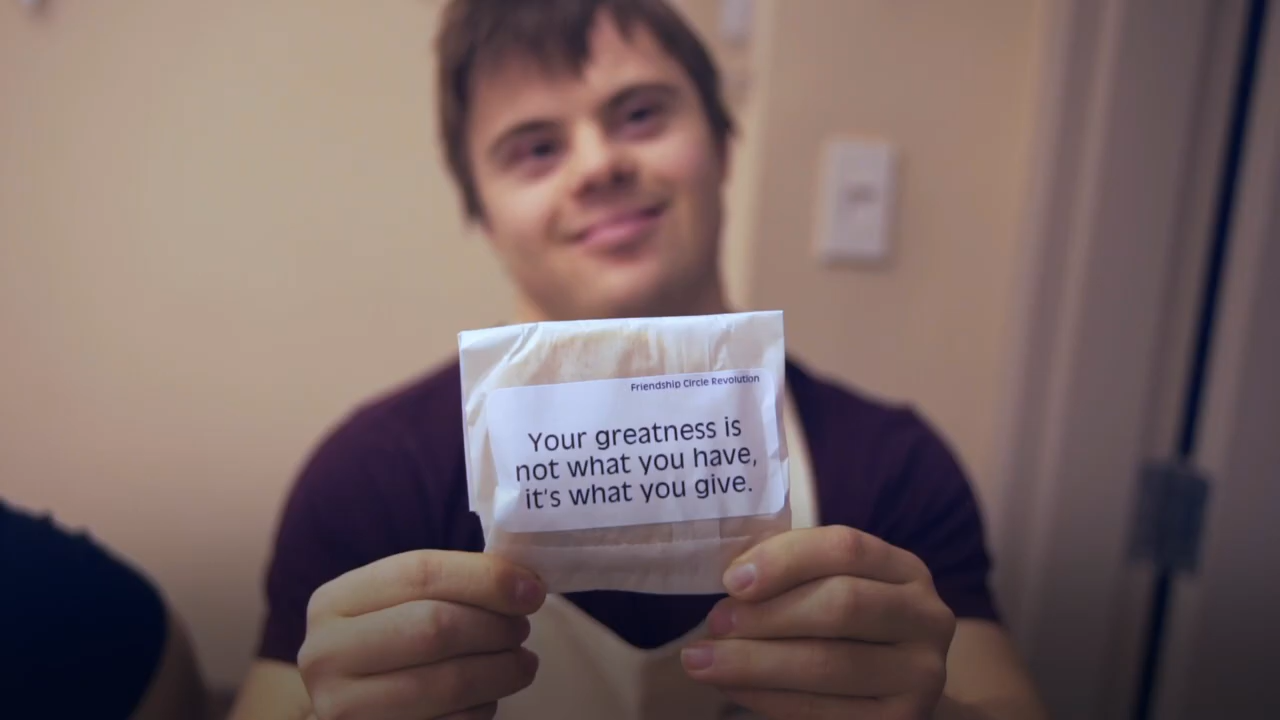 Friendship Circle Revolution
Your greatness is
not what you have,
it's what you give.